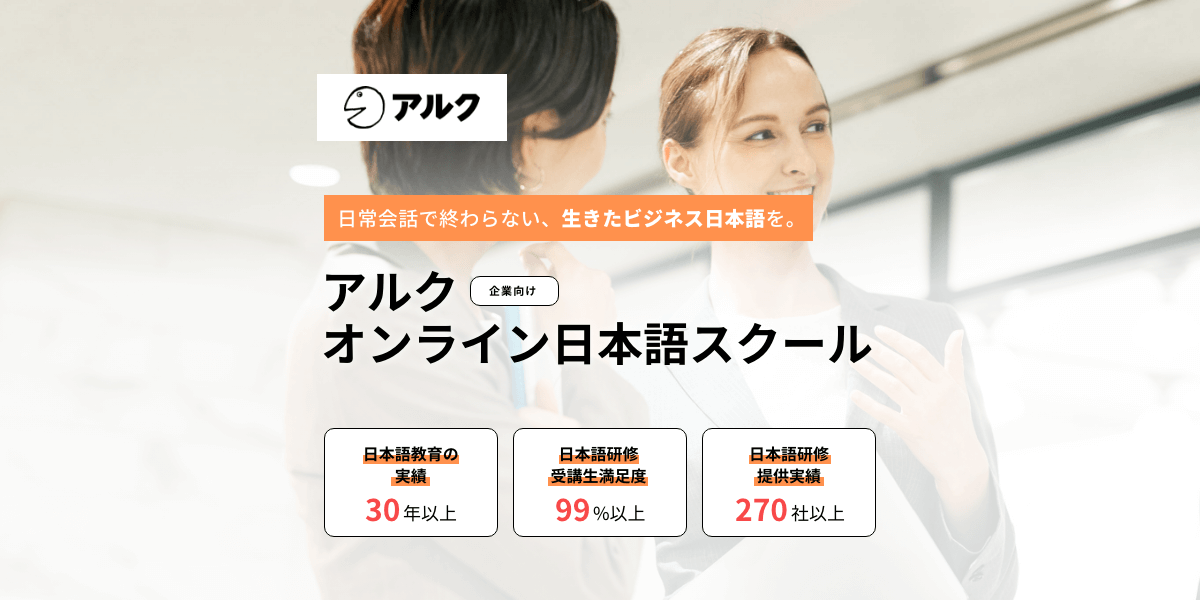 アルク
日常会話で終わらない、生きたビジネス日本語を。
アルク 企業向け
オンライン日本語スクール
日本語教育の
実績
30年以上
日本語研修
受講生満足度
99%以上
日本語研修
提供実績
270社以上